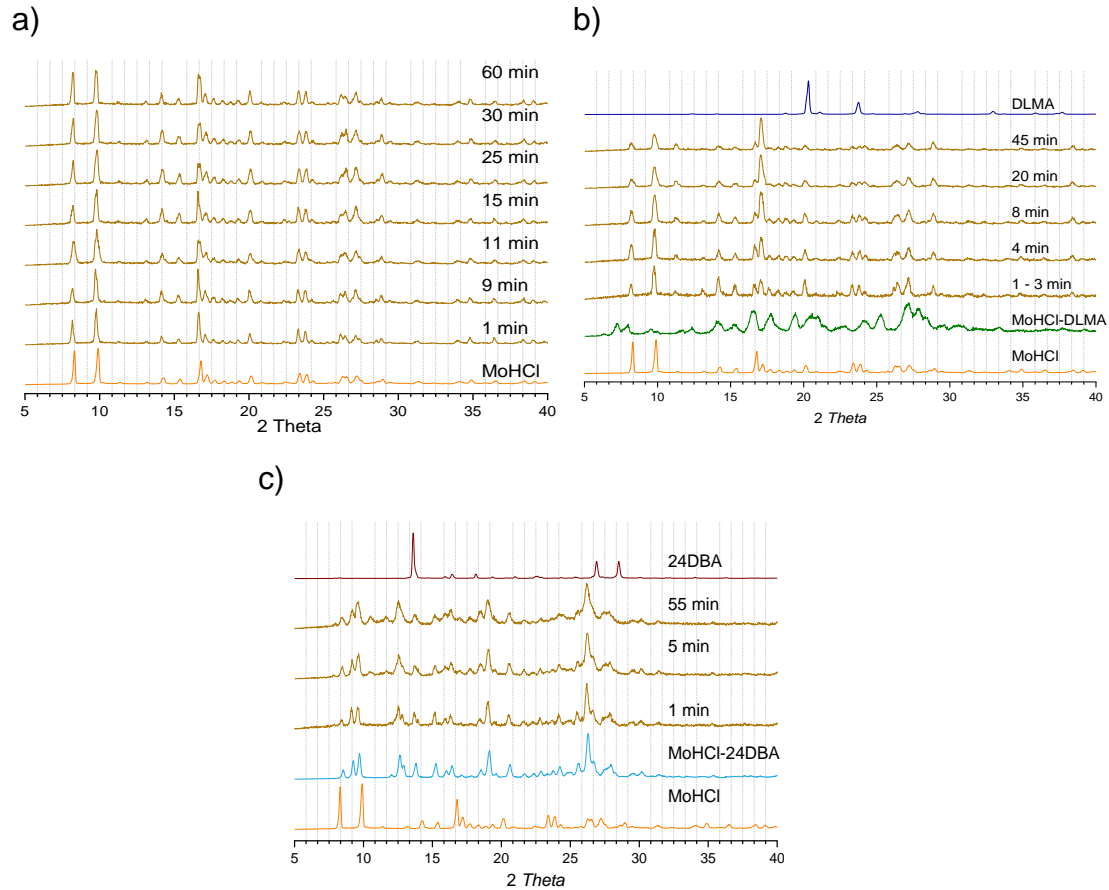 a)
60 min
30 min
25 min
15 min
11 min
9 min
1 min
MoHCl
5 10 15 20 25 30 35 40
2 Theta
b)
DLMA
45 min
20 min
8 min
4 min
1 - 3 min
MoHCl-DLMA
MoHCl
5 10 15 20 25 30 35 40
2 Theta
c)
24DBA
55 min
5 min
1 min
MoHCl-24DBA
MoHCl
5 10 15 20 25 30 35 40
2 Theta